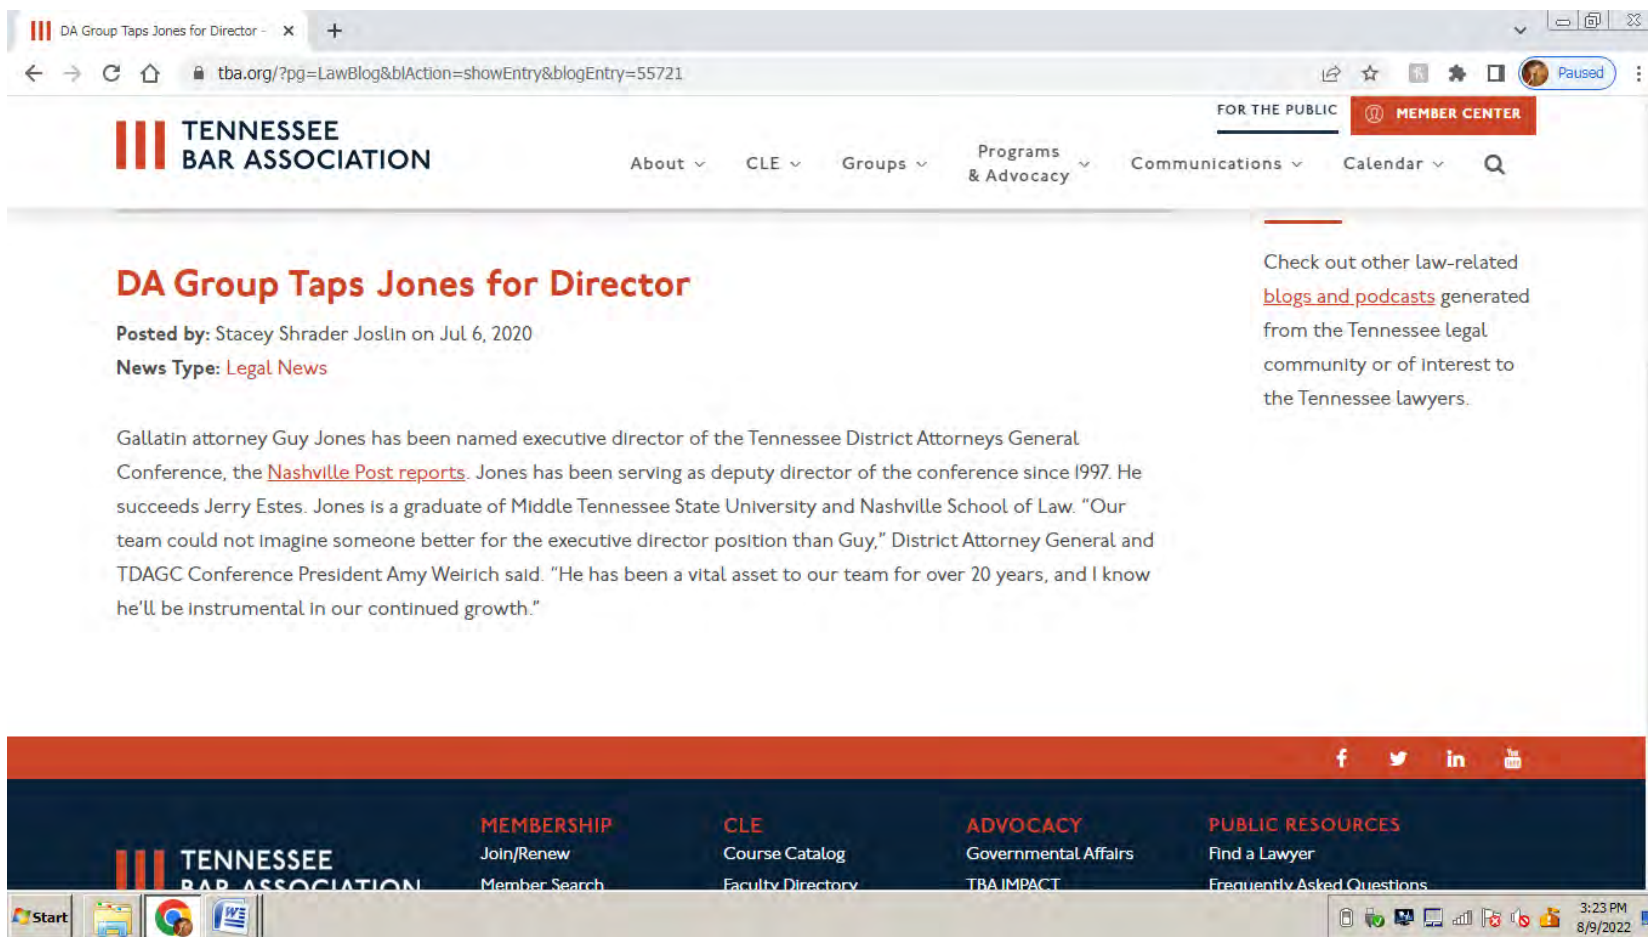 DA Group Taps Jones for Director -
tba.org/?pg=LawBlog&blAction=showEntry&blogEntry=55721
Paused
FOR THE PUBLIC
MEMBER CENTER
TENNESSEE
BAR ASSOCIATION
About
CLE
Groups
Programs
& Advocacy
Communications
Calendar
DA Group Taps Jones for Director
Posted by: Stacey Shrader Joslin on Jul 6, 2020
News Type: Legal News
Gallatin attorney Guy Jones has been named executive director of the Tennessee District Attorneys General
Conference, the Nashville Post reports. Jones has been serving as deputy director of the conference since 1997. He
succeeds Jerry Estes. Jones is a graduate of Middle Tennessee State University and Nashville School of Law. “Our
team could not imagine someone better for the executive director position than Guy,” District Attorney General and
TDAGC Conference President Amy Weirich said. “He has been a vital asset to our team for over 20 years, and I know
he’ll be instrumental in our continued growth.”
Check out other law-related
blogs and podcasts generated
from the Tennessee legal
community or of interest to
the Tennessee lawyers.
TENNESSEE
BAR ASSOCIATION
MEMBERSHIP
Join/Renew
Member Search
CLE
Course Catalog
Faculty Directory
ADVOCACY
Governmental Affairs
TBA IMPACT
PUBLIC RESOURCES
Find a Lawyer
Frequently Asked Questions
Start
3:23 PM
8/9/2022